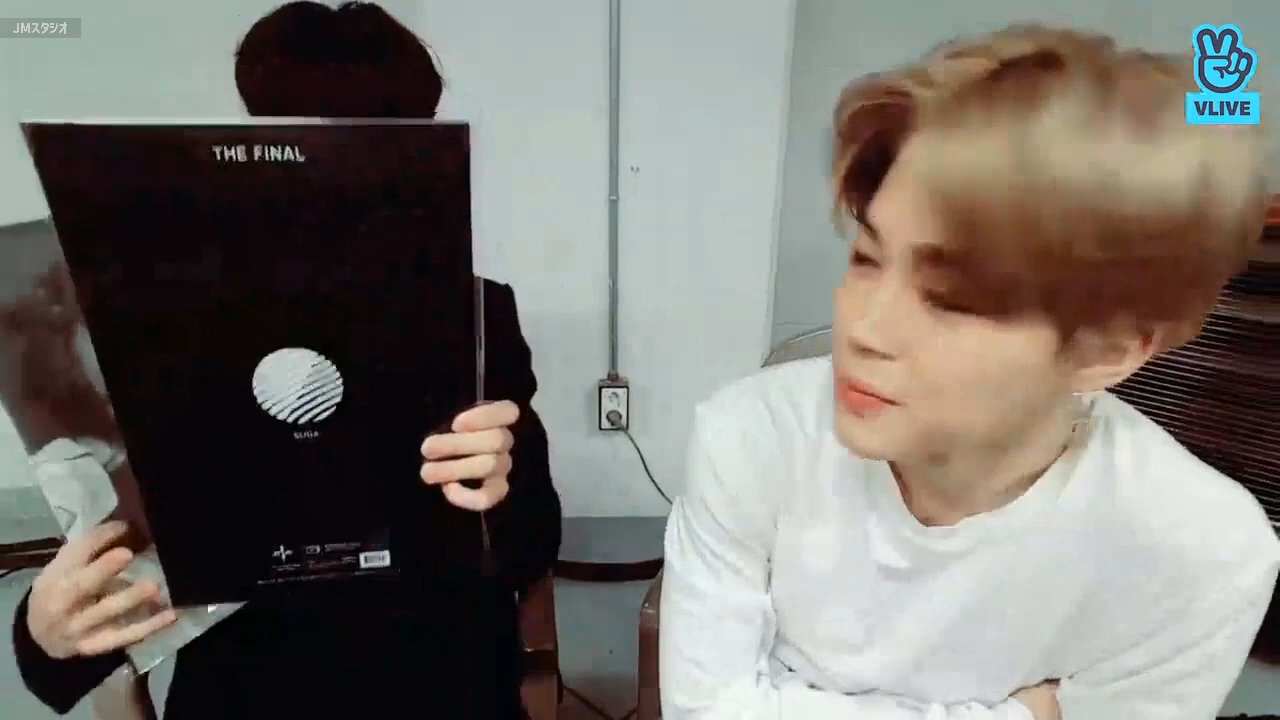 JMスタジオ
VLIVE
THE FINAL
SUGA